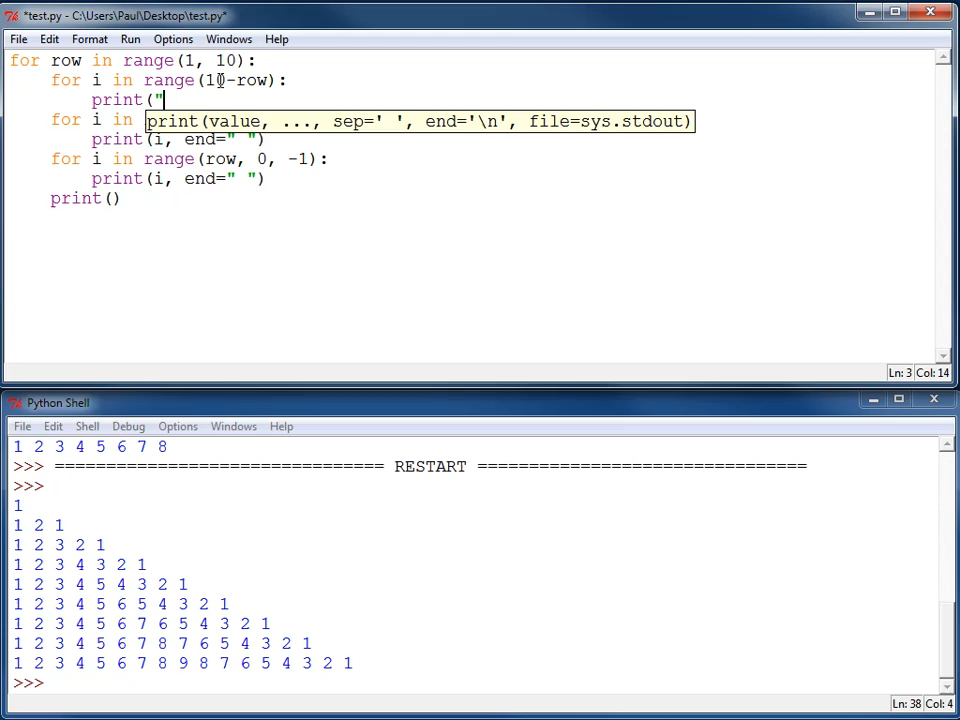 *test.py - C:\Users\Paul\Desktop\test.py*
File Edit Format Run Options Windows Help
for row in range(1, 10):
    for i in range(10-row):
        print("
    for i in
print(value, ..., sep=' ', end='\n', file=sys.stdout)
        print(i, end=" ")
    for i in range(row, 0, -1):
        print(i, end=" ")
    print()
Ln: 3 Col: 14
Python Shell
File Edit Shell Debug Options Windows Help
1 2 3 4 5 6 7 8
>>> ================================ RESTART ================================
>>>
1
1 2 1
1 2 3 2 1
1 2 3 4 3 2 1
1 2 3 4 5 4 3 2 1
1 2 3 4 5 6 5 4 3 2 1
1 2 3 4 5 6 7 6 5 4 3 2 1
1 2 3 4 5 6 7 8 7 6 5 4 3 2 1
1 2 3 4 5 6 7 8 9 8 7 6 5 4 3 2 1
>>>
Ln: 38 Col: 4